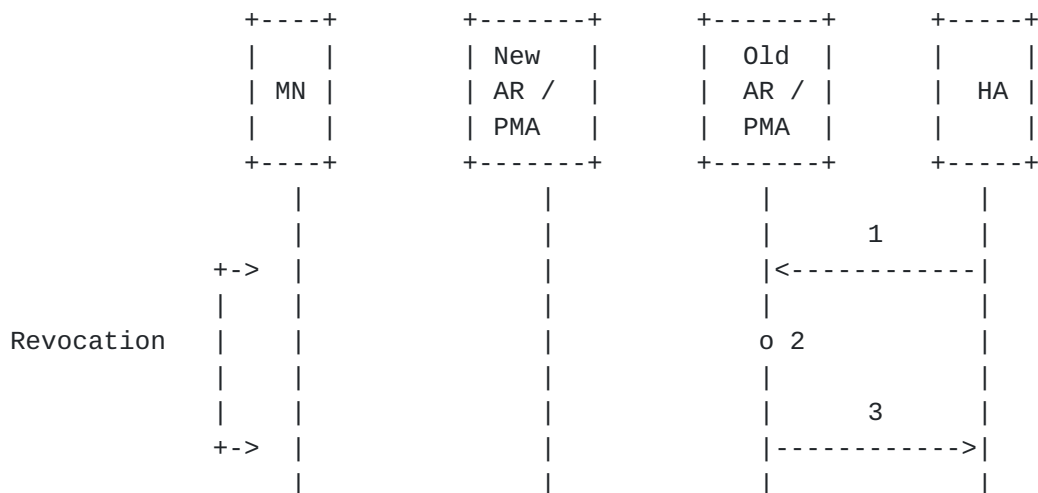 New Old
MN AR / AR / HA
PMA PMA
1
Revocation o 2
3